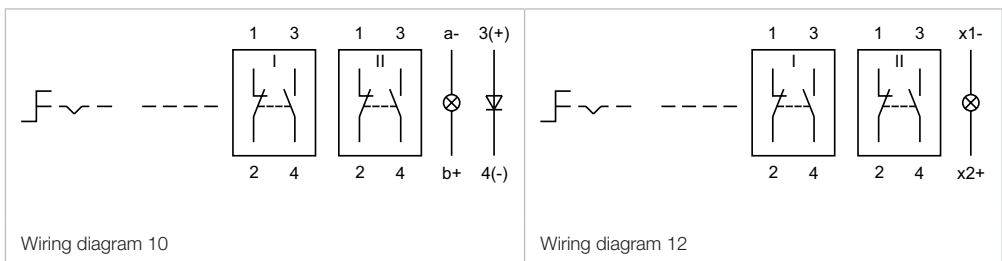 1 3 1 3 a- 3(+)
I II
2 4 2 4 b+ 4(-)
Wiring diagram 10
1 3 1 3 x1-
I II
2 4 2 4 x2+
Wiring diagram 12